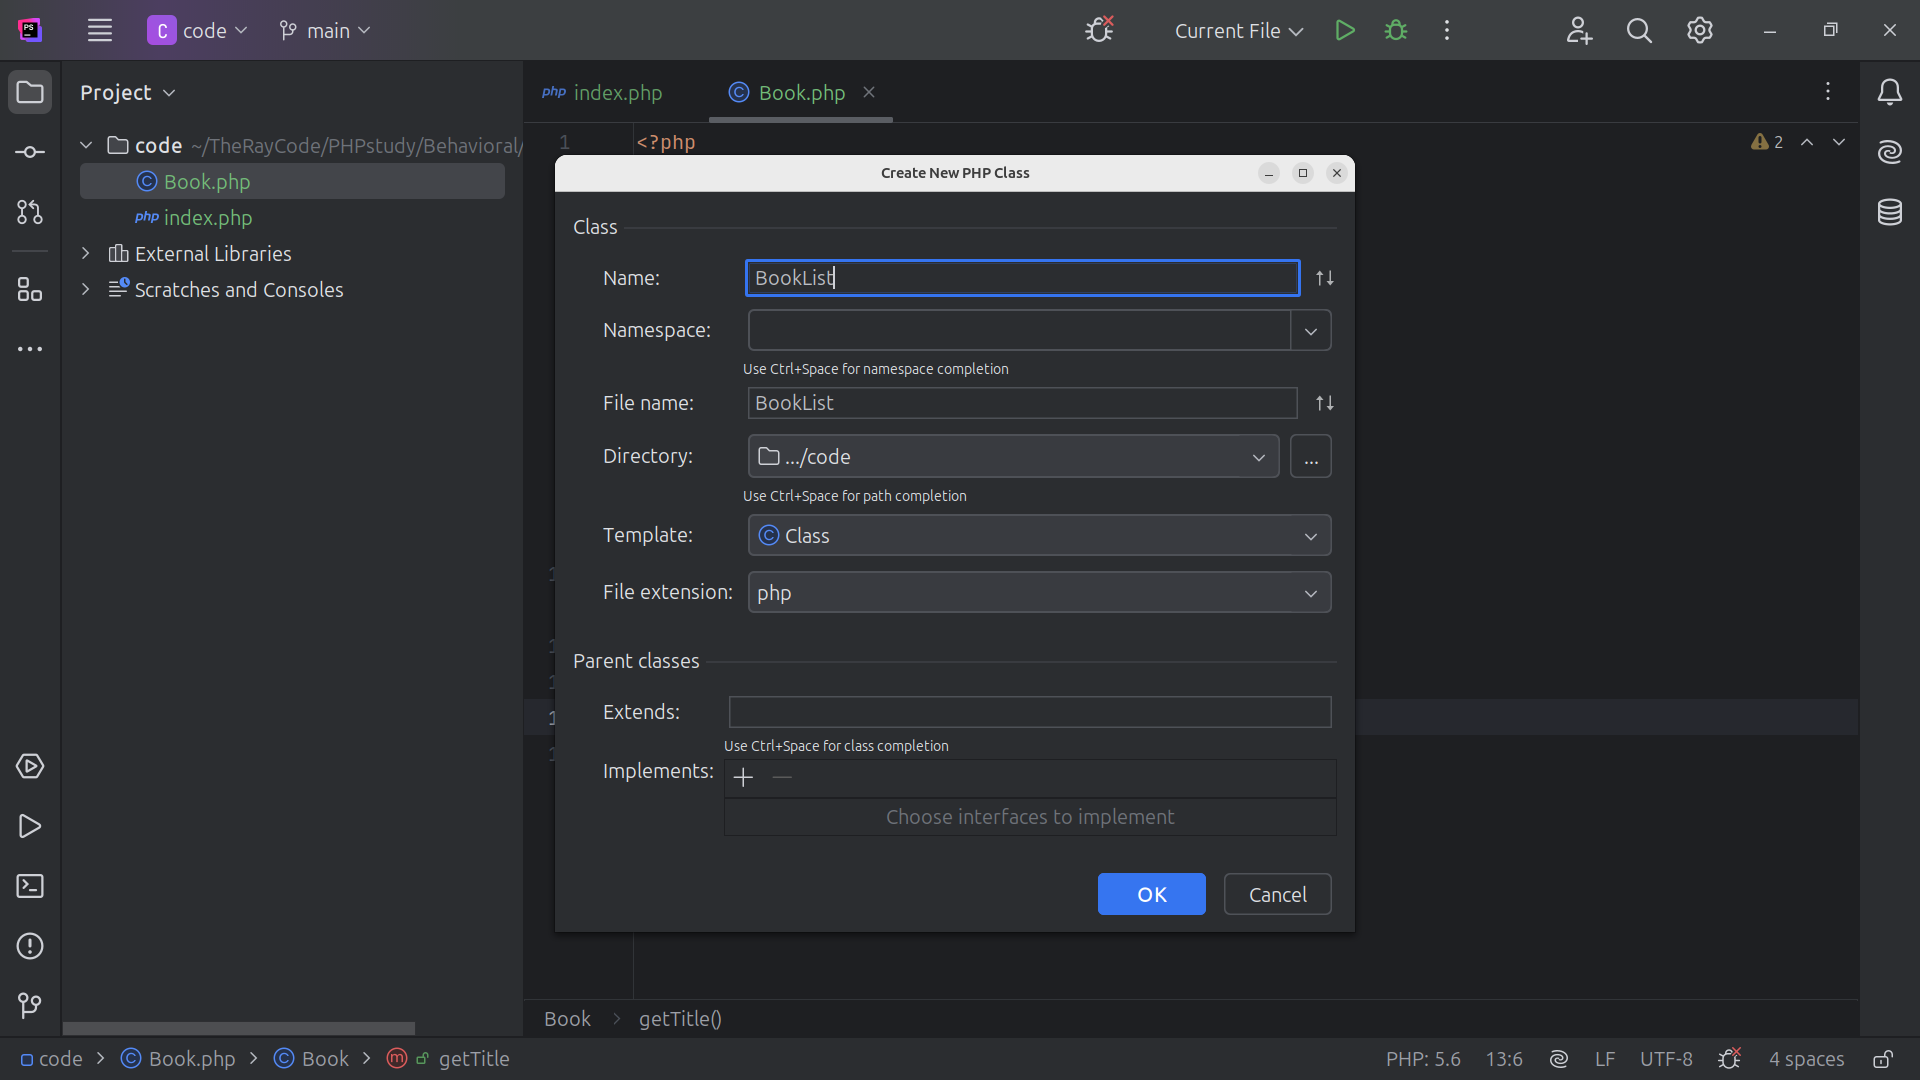 PS
C code
main
Current File
Project
php index.php
Book.php
code ~/TheRayCode/PHPstudy/Behavioral/
Book.php
php index.php
External Libraries
Scratches and Consoles
1 <?php
2
Create New PHP Class
Class
Name: BookList
Namespace:
Use Ctrl+Space for namespace completion
File name: BookList
Directory: .../code ...
Use Ctrl+Space for path completion
Template: C Class
File extension: php
Parent classes
Extends:
Use Ctrl+Space for class completion
Implements:
Choose interfaces to implement
OK Cancel
Book > getTitle()
code > Book.php > Book > m getTitle
PHP: 5.6 13:6 LF UTF-8 4 spaces